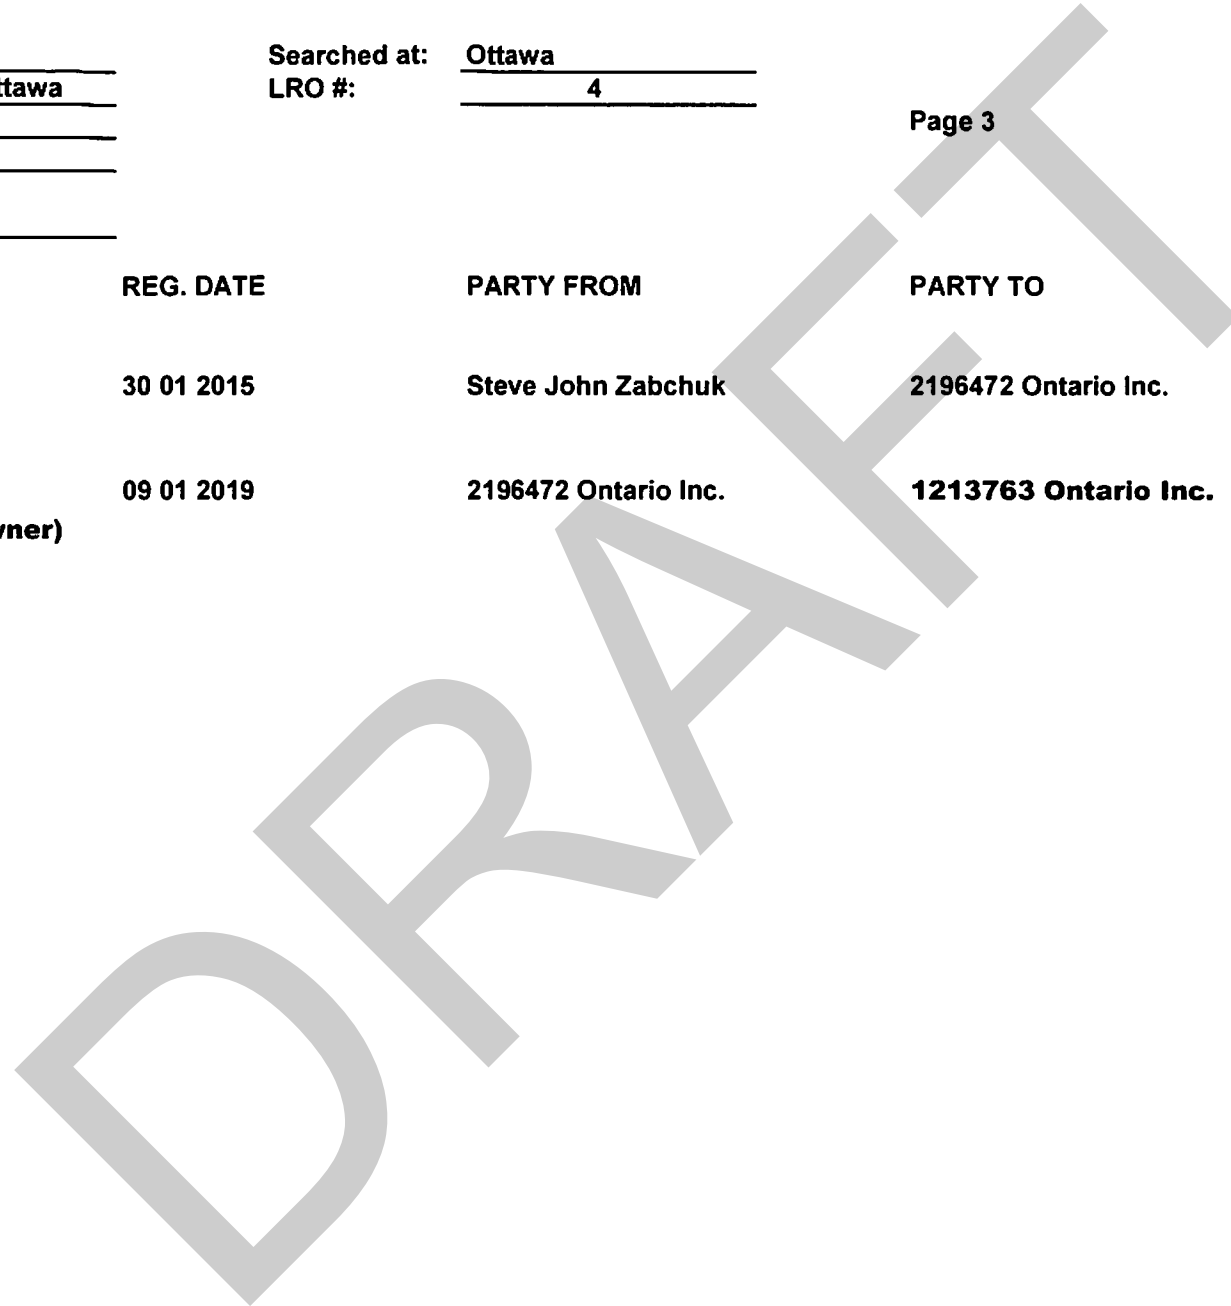 Searched at: Ottawa
ttawa LRO #: 4
Page 3
REG. DATE PARTY FROM PARTY TO
30 01 2015 Steve John Zabchuk 2196472 Ontario Inc.
09 01 2019 2196472 Ontario Inc. 1213763 Ontario Inc.
vner)
DRAFT